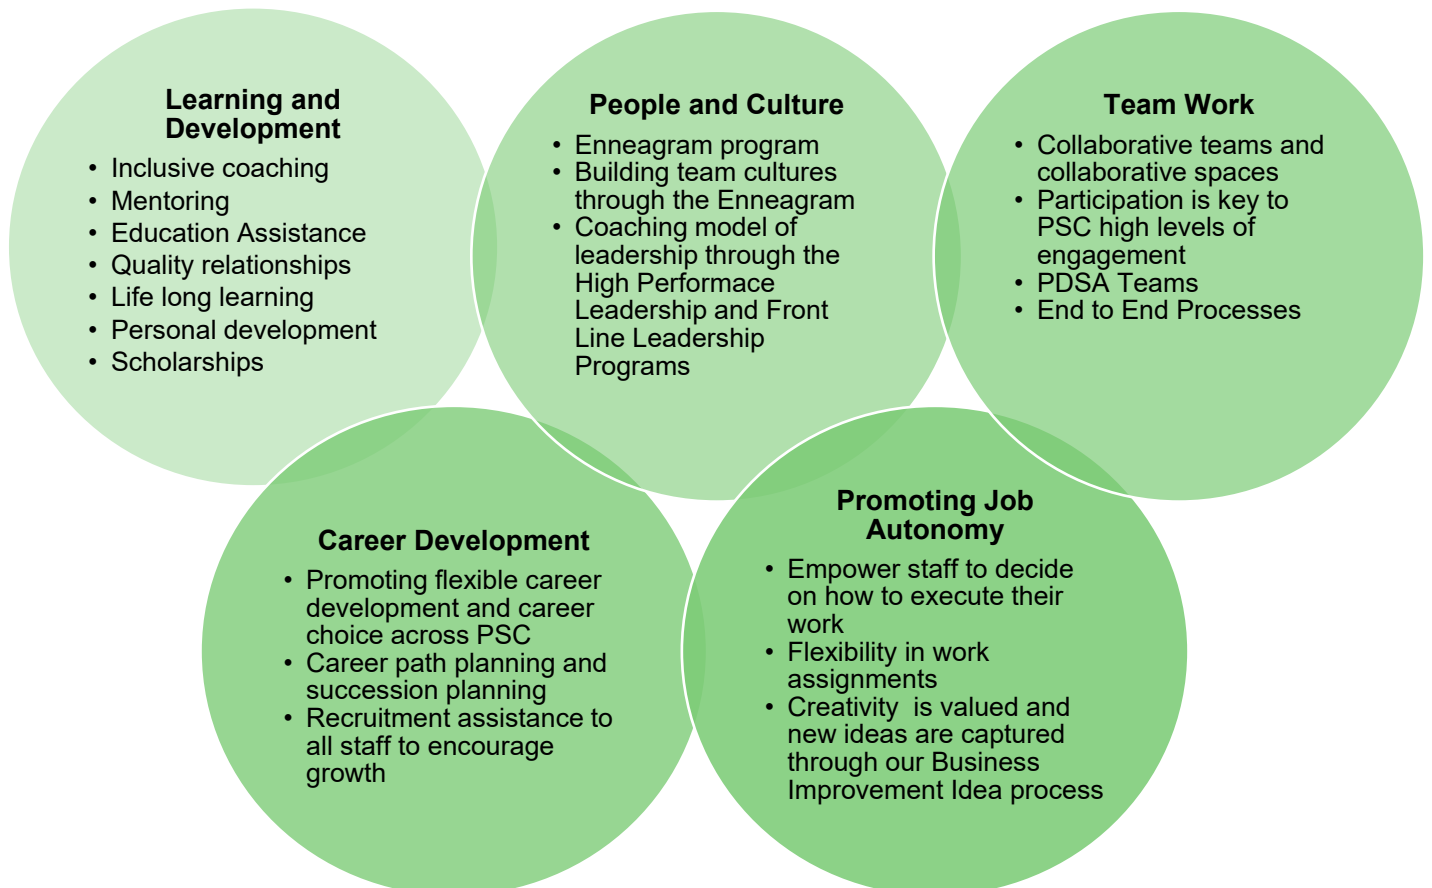 Learning and
Development
• Inclusive coaching
• Mentoring
• Education Assistance
• Quality relationships
• Life long learning
• Personal development
• Scholarships
People and Culture
• Enneagram program
• Building team cultures
through the Enneagram
• Coaching model of
leadership through the
High Performace
Leadership and Front
Line Leadership
Programs
Team Work
• Collaborative teams and
collaborative spaces
• Participation is key to
PSC high levels of
engagement
• PDSA Teams
• End to End Processes
Career Development
• Promoting flexible career
development and career
choice across PSC
• Career path planning and
succession planning
• Recruitment assistance to
all staff to encourage
growth
Promoting Job
Autonomy
• Empower staff to decide
on how to execute their
work
• Flexibility in work
assignments
• Creativity  is valued and
new ideas are captured
through our Business
Improvement Idea process